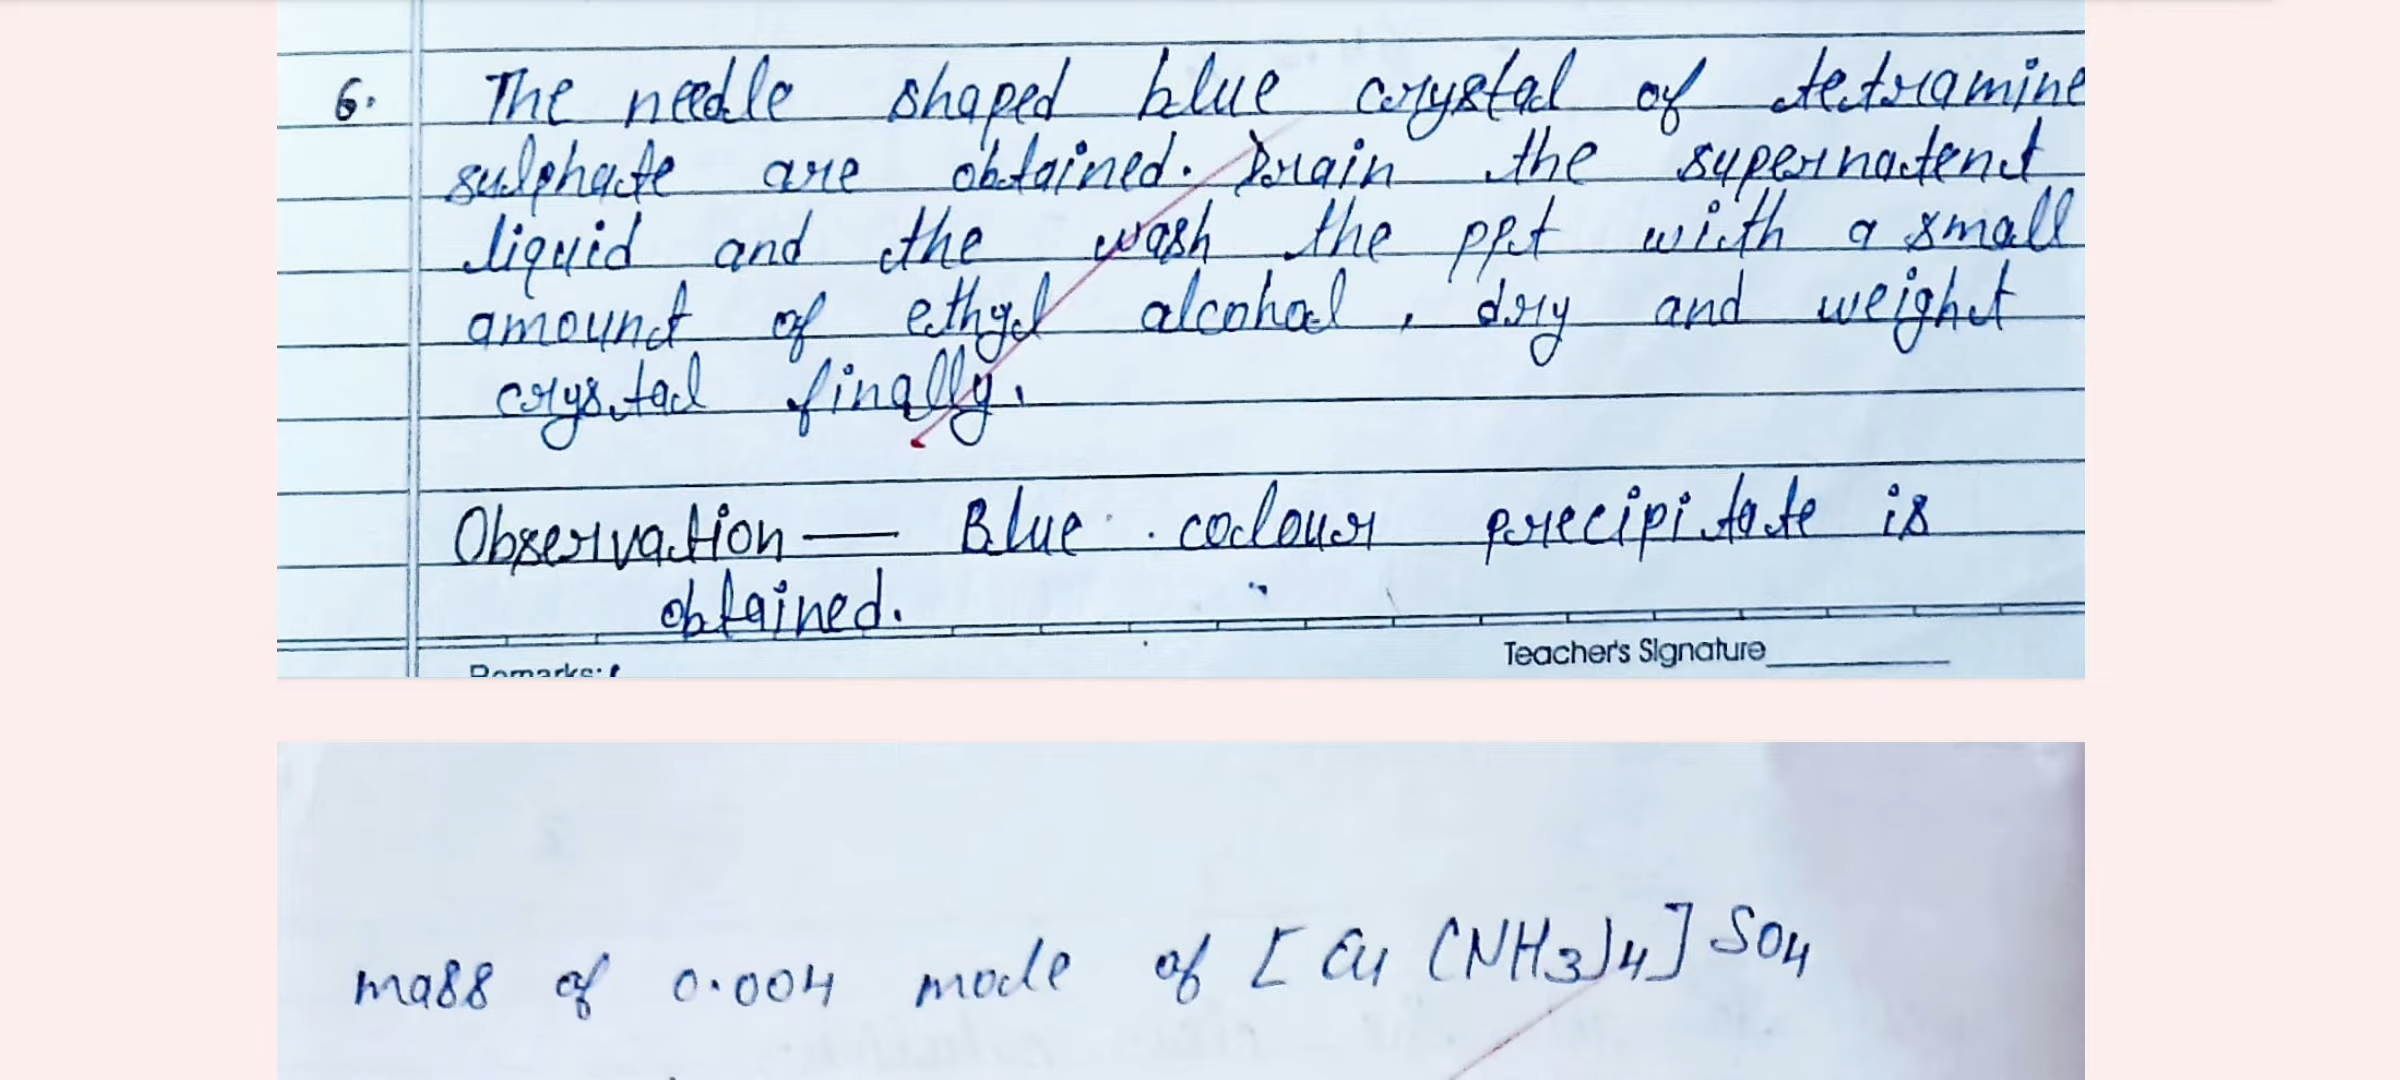 6. The needle shaped blue crystal of tetramine
sulphate are obtained. Drain the supernatent
liquid and the wash the ppt with a small
amount of ethyl alcohol, dry and weight
crystal finally.
Observation — Blue colour precipitate is
obtained.
Teacher's Signature
Remarks:
mass of 0.004 mole of [Cu (NH3)4] SO4